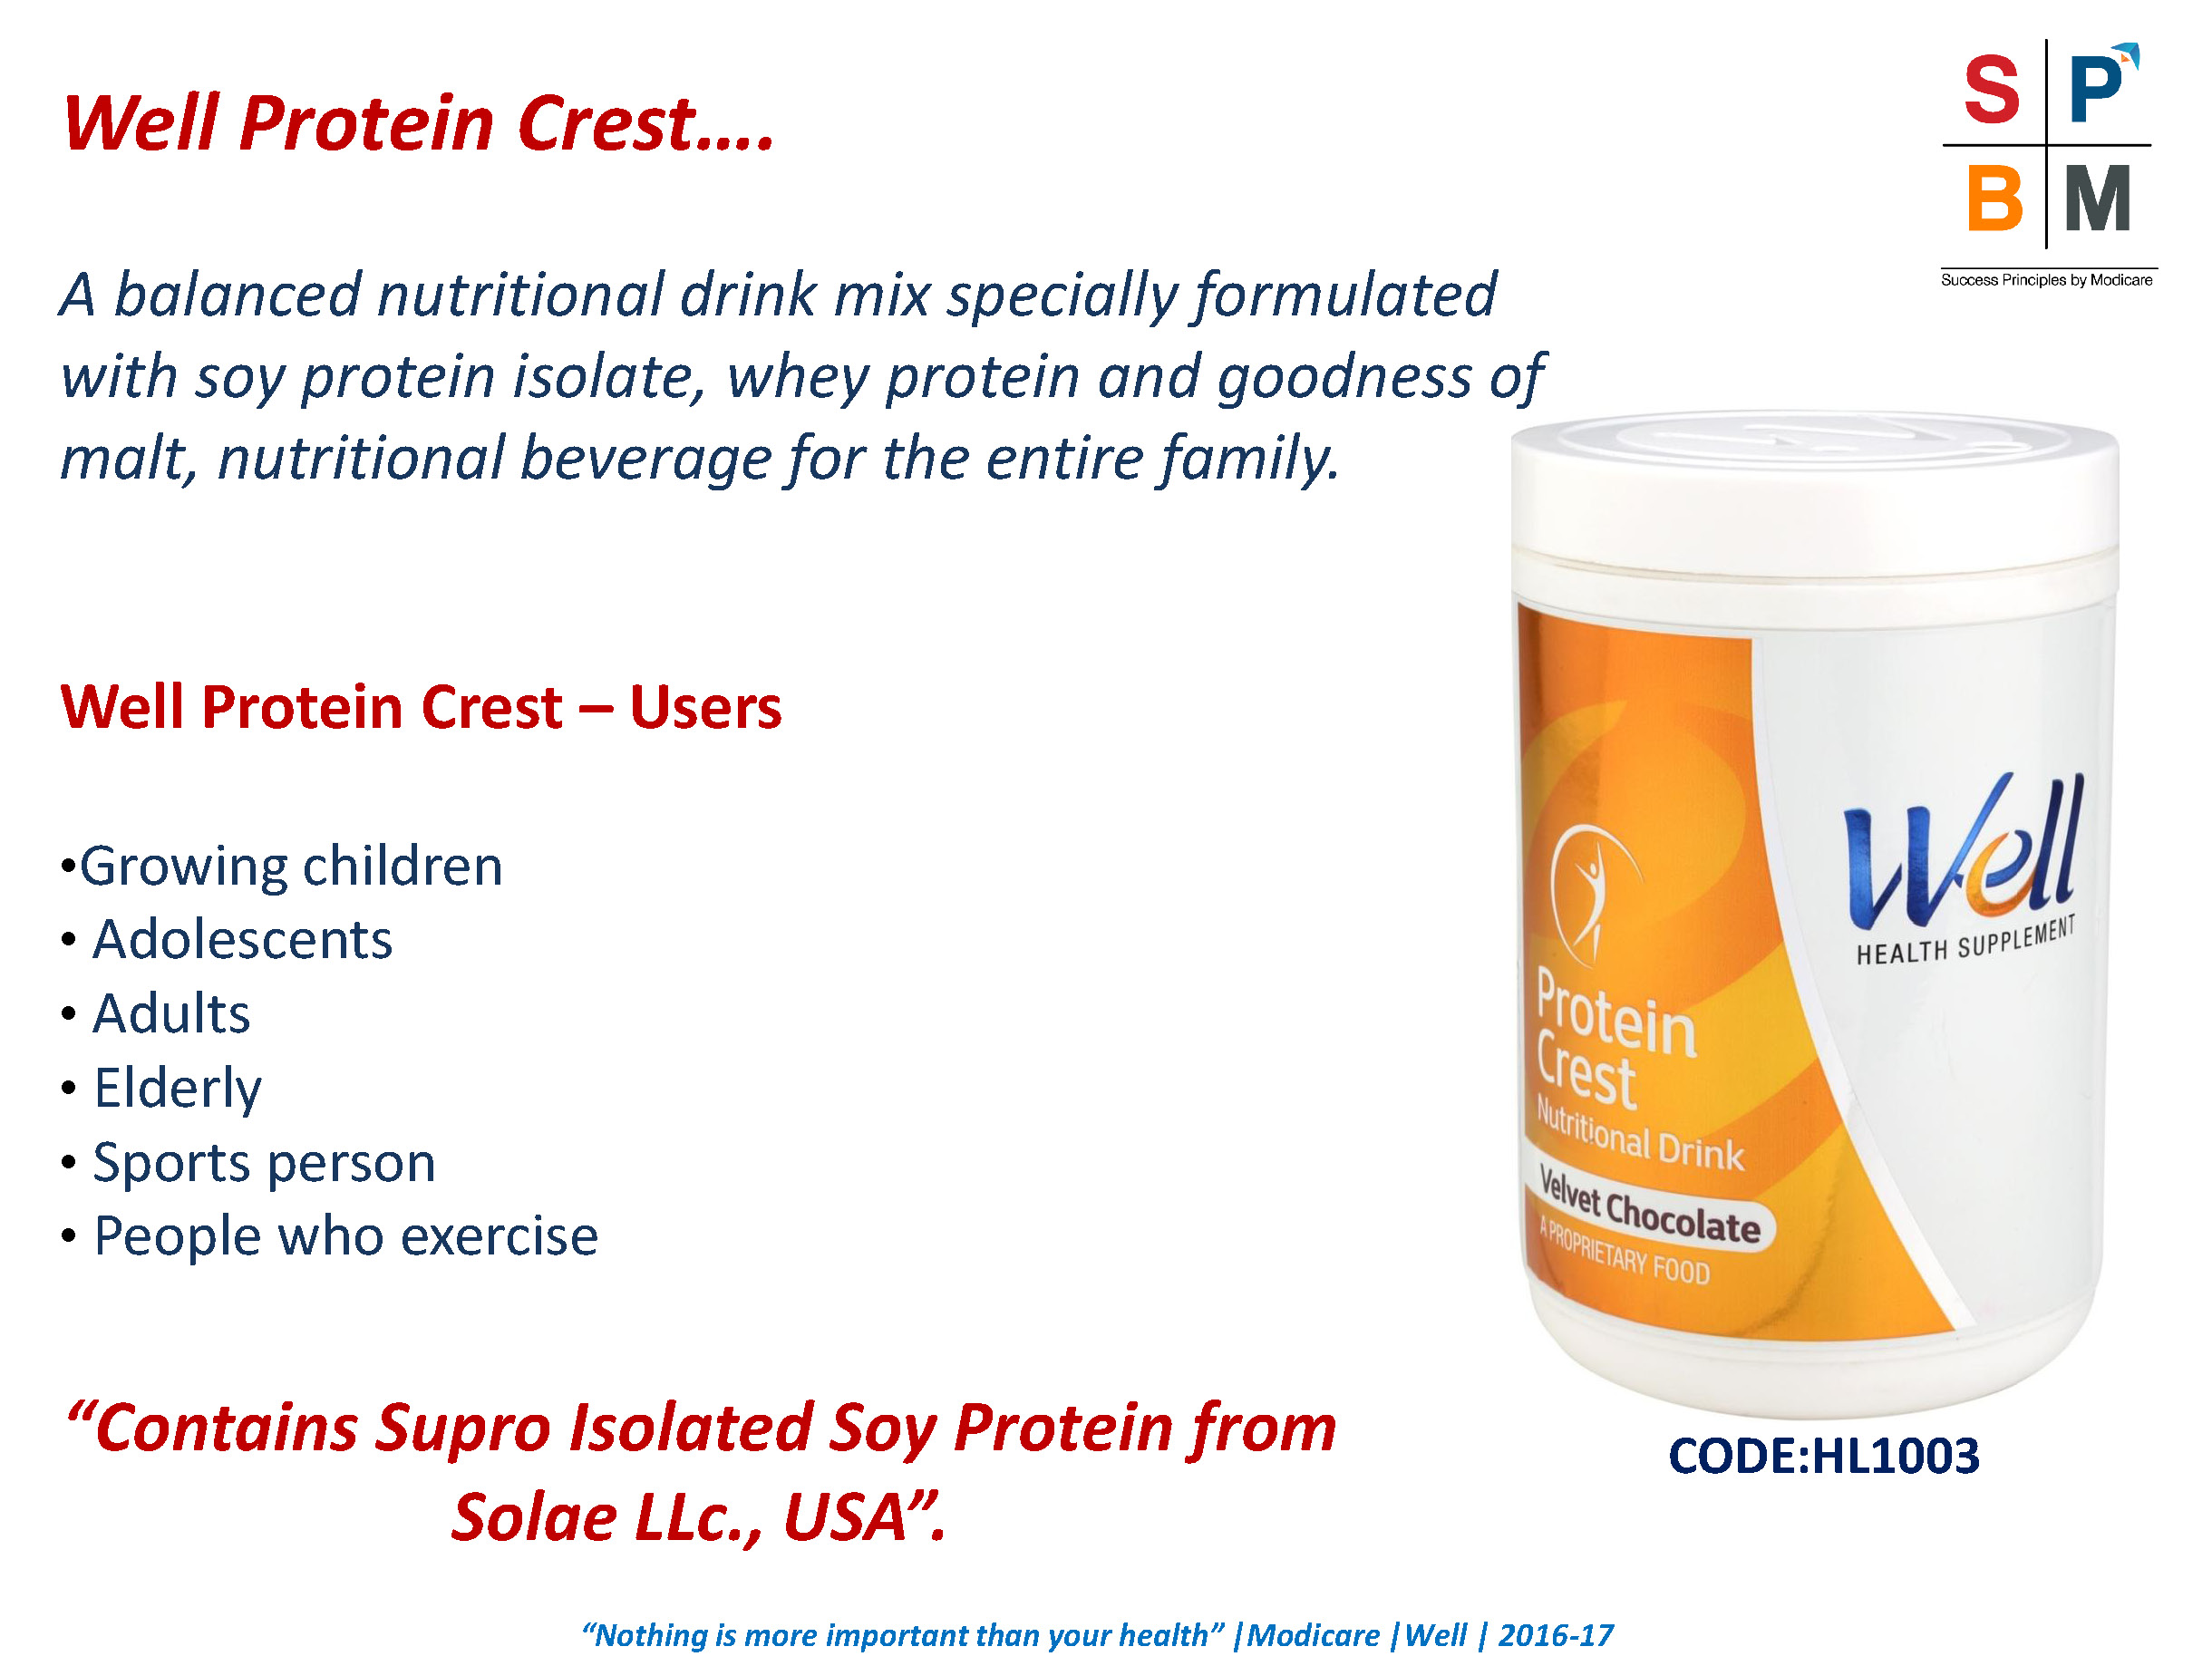 Well Protein Crest….
S P
B M
Success Principles by Modicare
A balanced nutritional drink mix specially formulated
with soy protein isolate, whey protein and goodness of
malt, nutritional beverage for the entire family.
Well Protein Crest – Users
•Growing children
• Adolescents
• Adults
• Elderly
• Sports person
• People who exercise
Well
HEALTH SUPPLEMENT
Protein
Crest
Nutritional Drink
Velvet Chocolate
A PROPRIETARY FOOD
“Contains Supro Isolated Soy Protein from
Solae LLc., USA”.
CODE:HL1003
“Nothing is more important than your health” |Modicare |Well | 2016-17